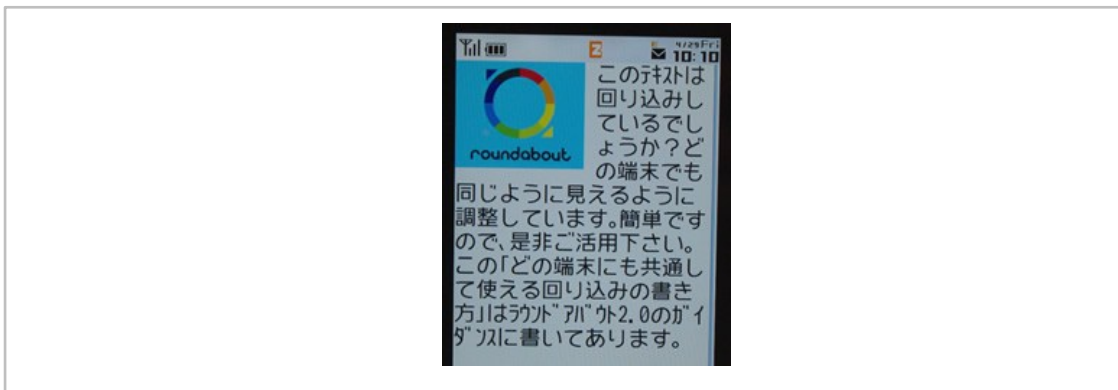 4/29Fri
10:10
roundabout
このﾃｷｽﾄは
回り込みし
ているでし
ょうか？ど
の端末でも
同じように見えるように
調整しています｡簡単です
ので､是非ご活用下さい｡
この｢どの端末にも共通し
て使える回り込みの書き
方｣はﾗｳﾝﾄﾞｱﾊﾞｳﾄ2.0のｶﾞｲ
ﾀﾞﾝｽに書いてあります。